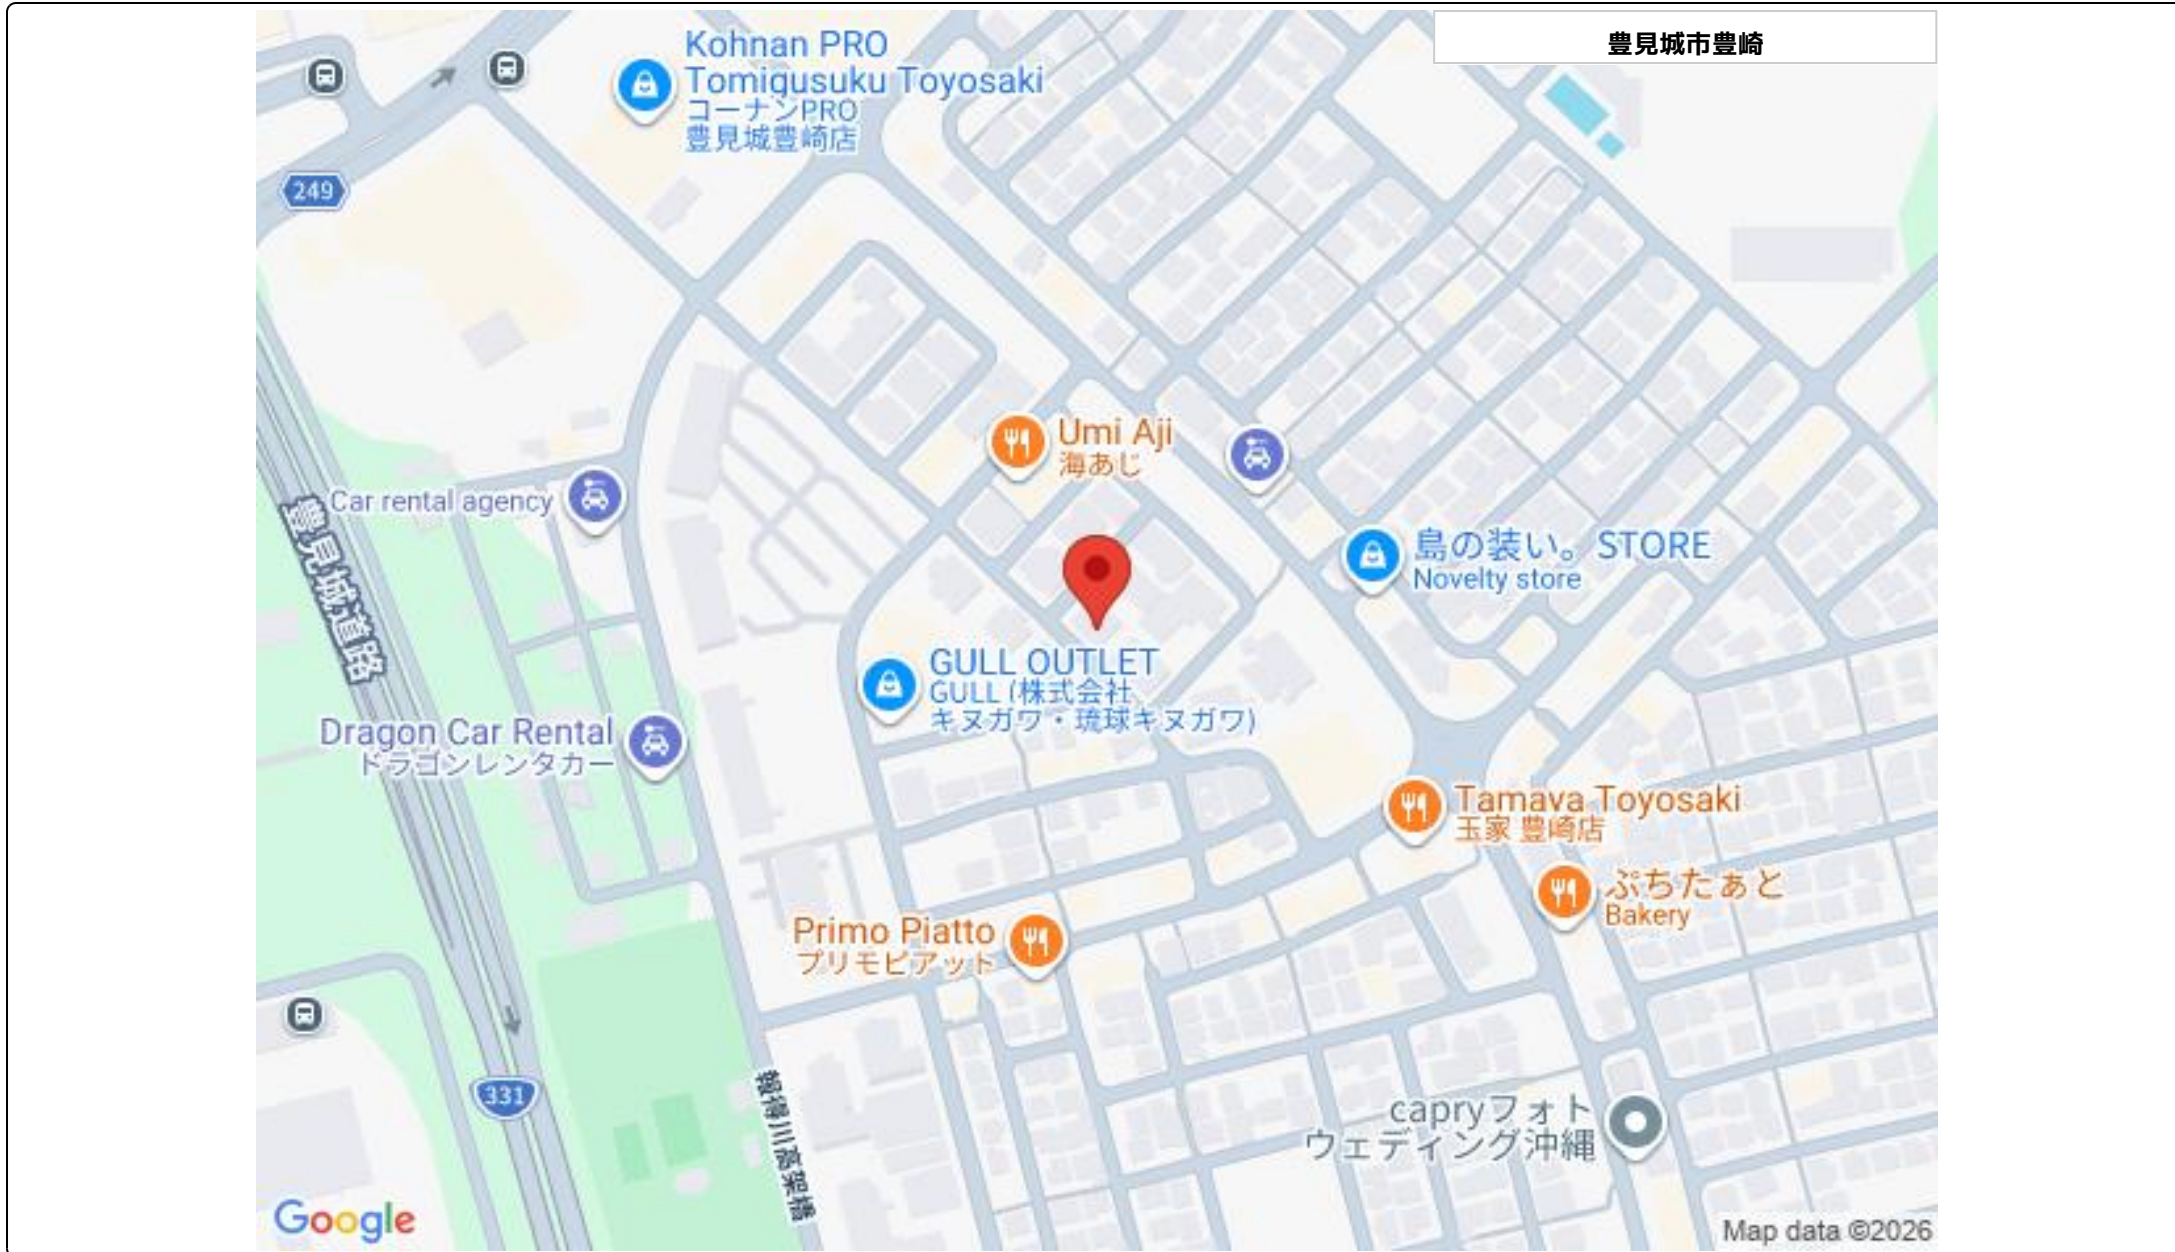 豊見城市豊崎
Kohnan PRO
Tomigusuku Toyosaki
コーナンPRO
豊見城豊崎店
249
Umi Aji
海あじ
Car rental agency
豊見城道路
島の装い。STORE
Novelty store
GULL OUTLET
GULL (株式会社
キヌガワ・琉球キヌガワ)
Dragon Car Rental
ドラゴンレンタカー
Tamaya Toyosaki
玉家 豊崎店
ぷちたぁと
Bakery
Primo Piatto
プリモピアット
331
報得川高架橋
capryフォト
ウェディング沖縄
Google
Map data ©2026